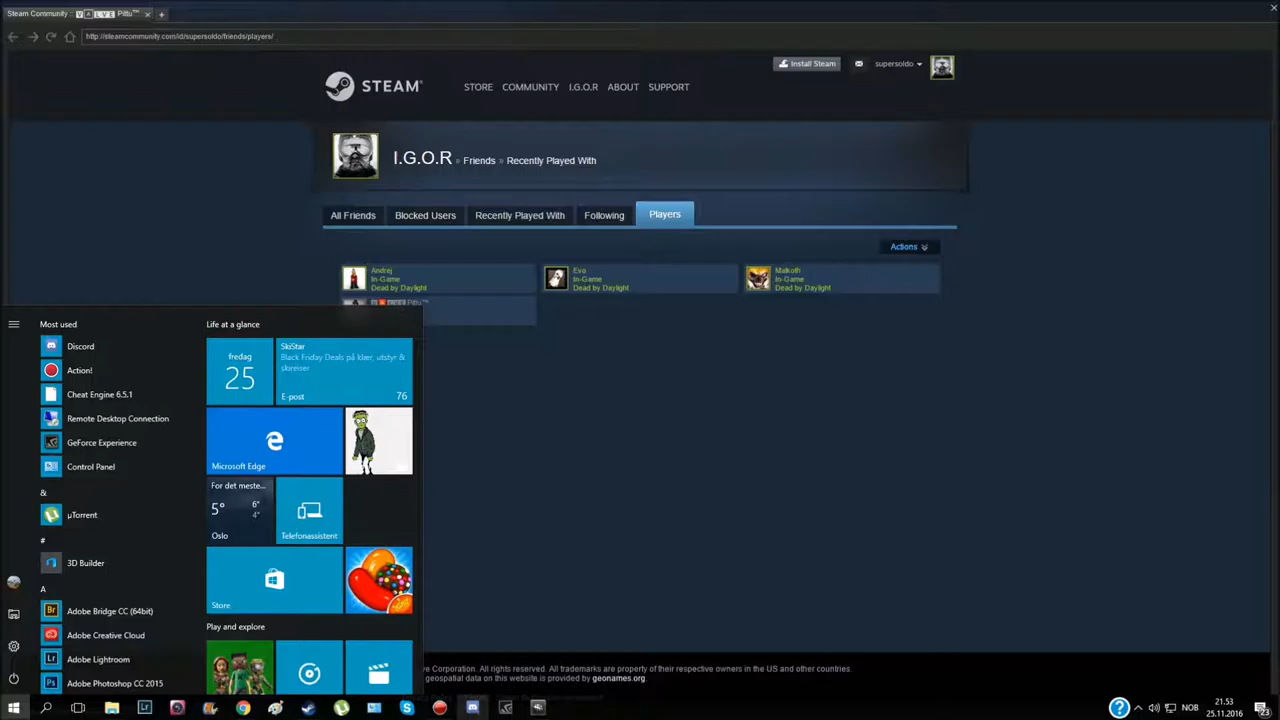 Steam Community :: V A L V E Pittu™
http://steamcommunity.com/id/supersoldo/friends/players/
Install Steam
supersoldo
STEAM
STORE COMMUNITY I.G.O.R ABOUT SUPPORT
I.G.O.R » Friends » Recently Played With
All Friends Blocked Users Recently Played With Following Players
Actions
Andrej
In-Game
Dead by Daylight
Evo
In-Game
Dead by Daylight
Malkoth
In-Game
Dead by Daylight
Pittu™
Most used
Discord
Action!
Cheat Engine 6.5.1
Remote Desktop Connection
GeForce Experience
Control Panel
&
µTorrent
#
3D Builder
A
Adobe Bridge CC (64bit)
Adobe Creative Cloud
Adobe Lightroom
Adobe Photoshop CC 2015
Life at a glance
fredag
25
SkiStar
Black Friday Deals på klær, utstyr &
skireiser
E-post 76
Microsoft Edge
For det meste...
5° 6°
4°
Oslo
Telefonassistent
Store
Play and explore
ve Corporation. All rights reserved. All trademarks are property of their respective owners in the US and other countries.
geospatial data on this website is provided by geonames.org.
NOB
21.53
25.11.2016
23